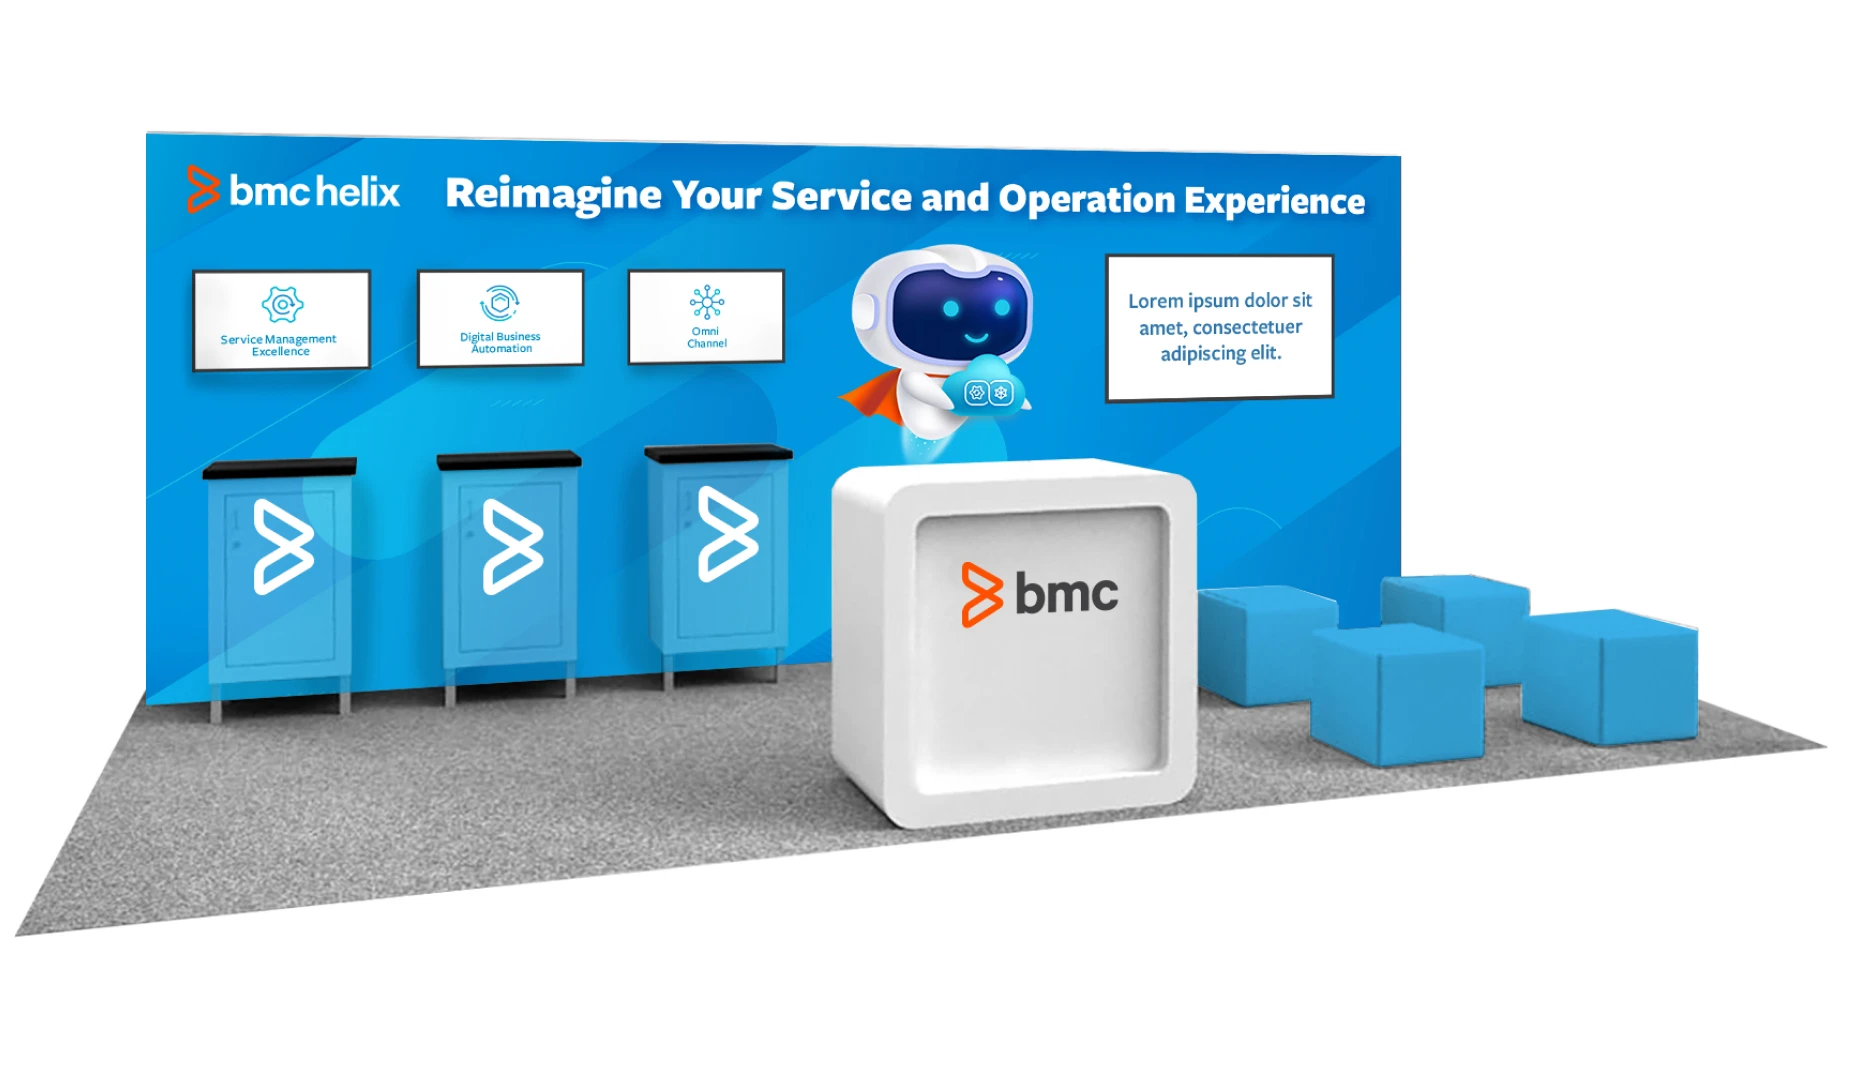 bmc helix
Reimagine Your Service and Operation Experience
Service Management
Excellence
Digital Business
Automation
Omni
Channel
Lorem ipsum dolor sit
amet, consectetuer
adipiscing elit.
bmc